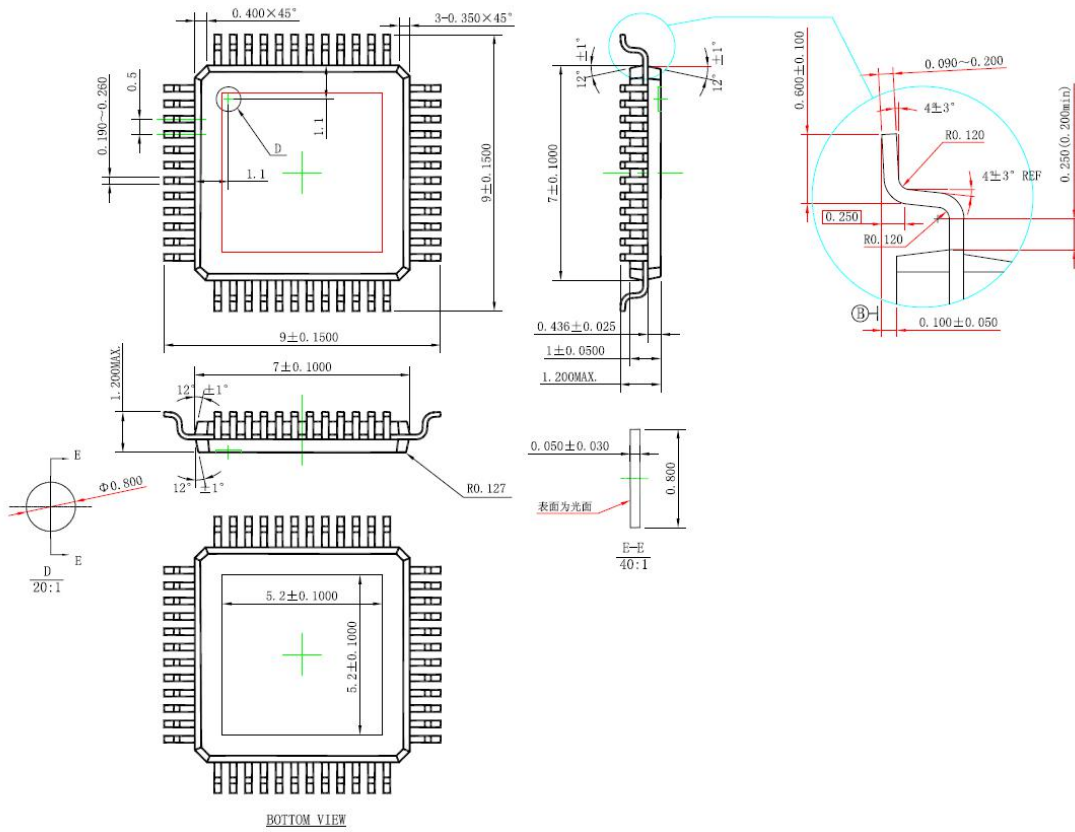 0.400×45°
3-0.350×45°
0.5
0.190~0.260
1.1
D
1.1
9±0.1500
9±0.1500
12° ±1°
12° ±1°
7±0.1000
0.436±0.025
1±0.0500
1.200MAX.
0.600±0.100
0.090~0.200
4°±3°
R0.120
4°±3° REF
0.250
R0.120
0.250(0.200min)
B
0.100±0.050
1.200MAX.
7±0.1000
12° ±1°
12° ±1°
R0.127
E
Φ0.800
E
D
20:1
0.050±0.030
0.800
表面为光面
E-E
40:1
5.2±0.1000
5.2±0.1000
BOTTOM VIEW